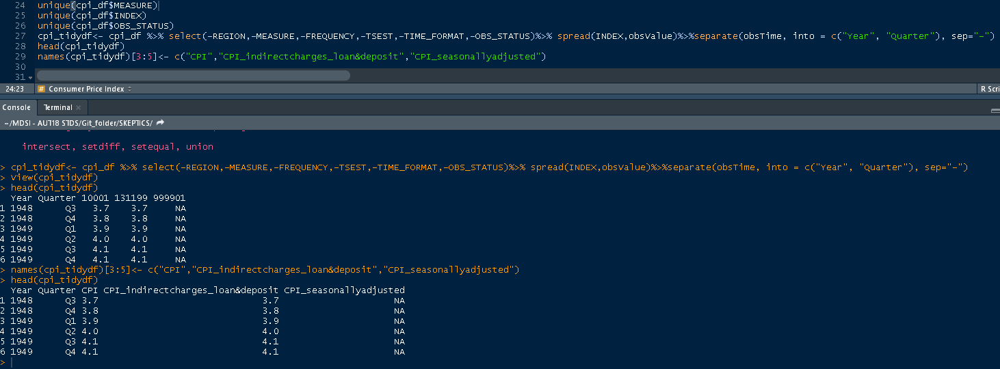 24 unique(cpi_df$MEASURE)
25 unique(cpi_df$INDEX)
26 unique(cpi_df$OBS_STATUS)
27 cpi_tidydf<- cpi_df %>% select(-REGION,-MEASURE,-FREQUENCY,-TSEST,-TIME_FORMAT,-OBS_STATUS)%>% spread(INDEX,obsValue)%>%separate(obsTime, into = c("Year", "Quarter"), sep="-")
28 head(cpi_tidydf)
29 names(cpi_tidydf)[3:5]<- c("CPI","CPI_indirectcharges_loan&deposit","CPI_seasonallyadjusted")
30
31
24:23 # Consumer Price Index R Scri
Console Terminal ×
~/MDSI - AUT18 STDS/Git_folder/SKEPTICS/
intersect, setdiff, setequal, union
> cpi_tidydf<- cpi_df %>% select(-REGION,-MEASURE,-FREQUENCY,-TSEST,-TIME_FORMAT,-OBS_STATUS)%>% spread(INDEX,obsValue)%>%separate(obsTime, into = c("Year", "Quarter"), sep="-")
> View(cpi_tidydf)
> head(cpi_tidydf)
Year Quarter 10001 131199 999901
1 1948 Q3 3.7 3.7 NA
2 1948 Q4 3.8 3.8 NA
3 1949 Q1 3.9 3.9 NA
4 1949 Q2 4.0 4.0 NA
5 1949 Q3 4.1 4.1 NA
6 1949 Q4 4.1 4.1 NA
> names(cpi_tidydf)[3:5]<- c("CPI","CPI_indirectcharges_loan&deposit","CPI_seasonallyadjusted")
> head(cpi_tidydf)
Year Quarter CPI CPI_indirectcharges_loan&deposit CPI_seasonallyadjusted
1 1948 Q3 3.7 3.7 NA
2 1948 Q4 3.8 3.8 NA
3 1949 Q1 3.9 3.9 NA
4 1949 Q2 4.0 4.0 NA
5 1949 Q3 4.1 4.1 NA
6 1949 Q4 4.1 4.1 NA
>